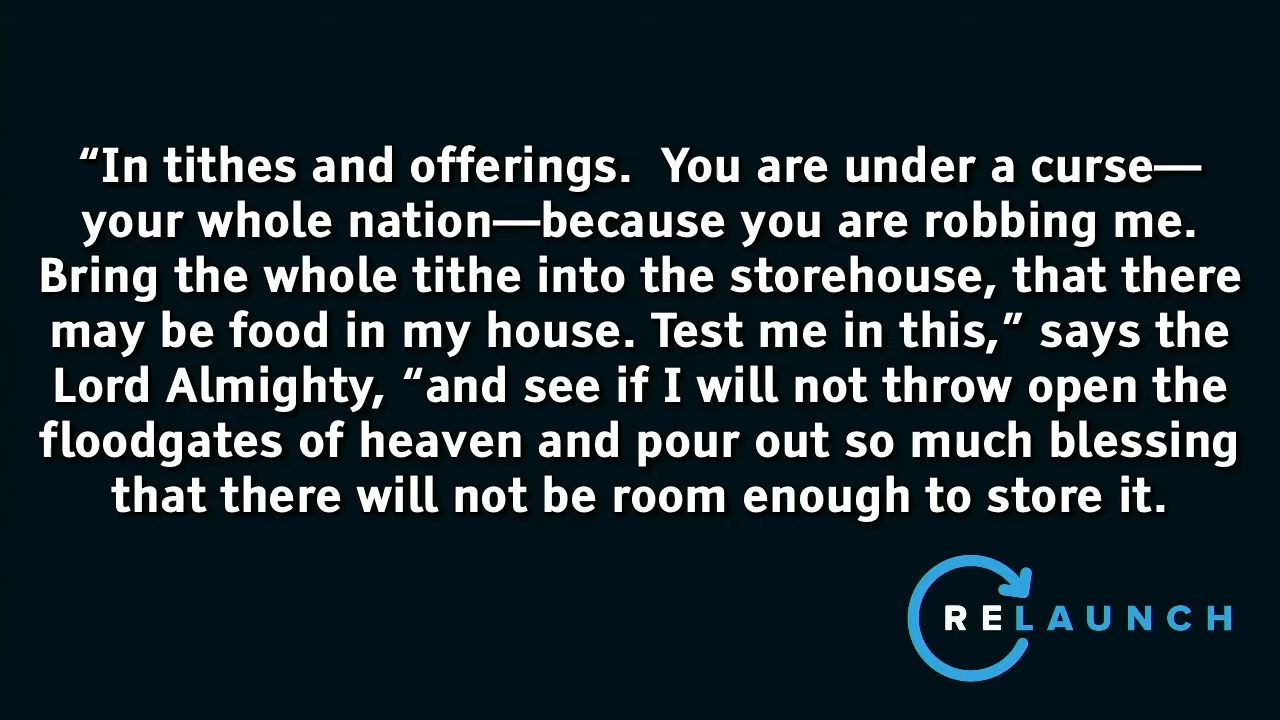 “In tithes and offerings.  You are under a curse—
your whole nation—because you are robbing me.
Bring the whole tithe into the storehouse, that there
may be food in my house. Test me in this,” says the
Lord Almighty, “and see if I will not throw open the
floodgates of heaven and pour out so much blessing
that there will not be room enough to store it.
RELAUNCH